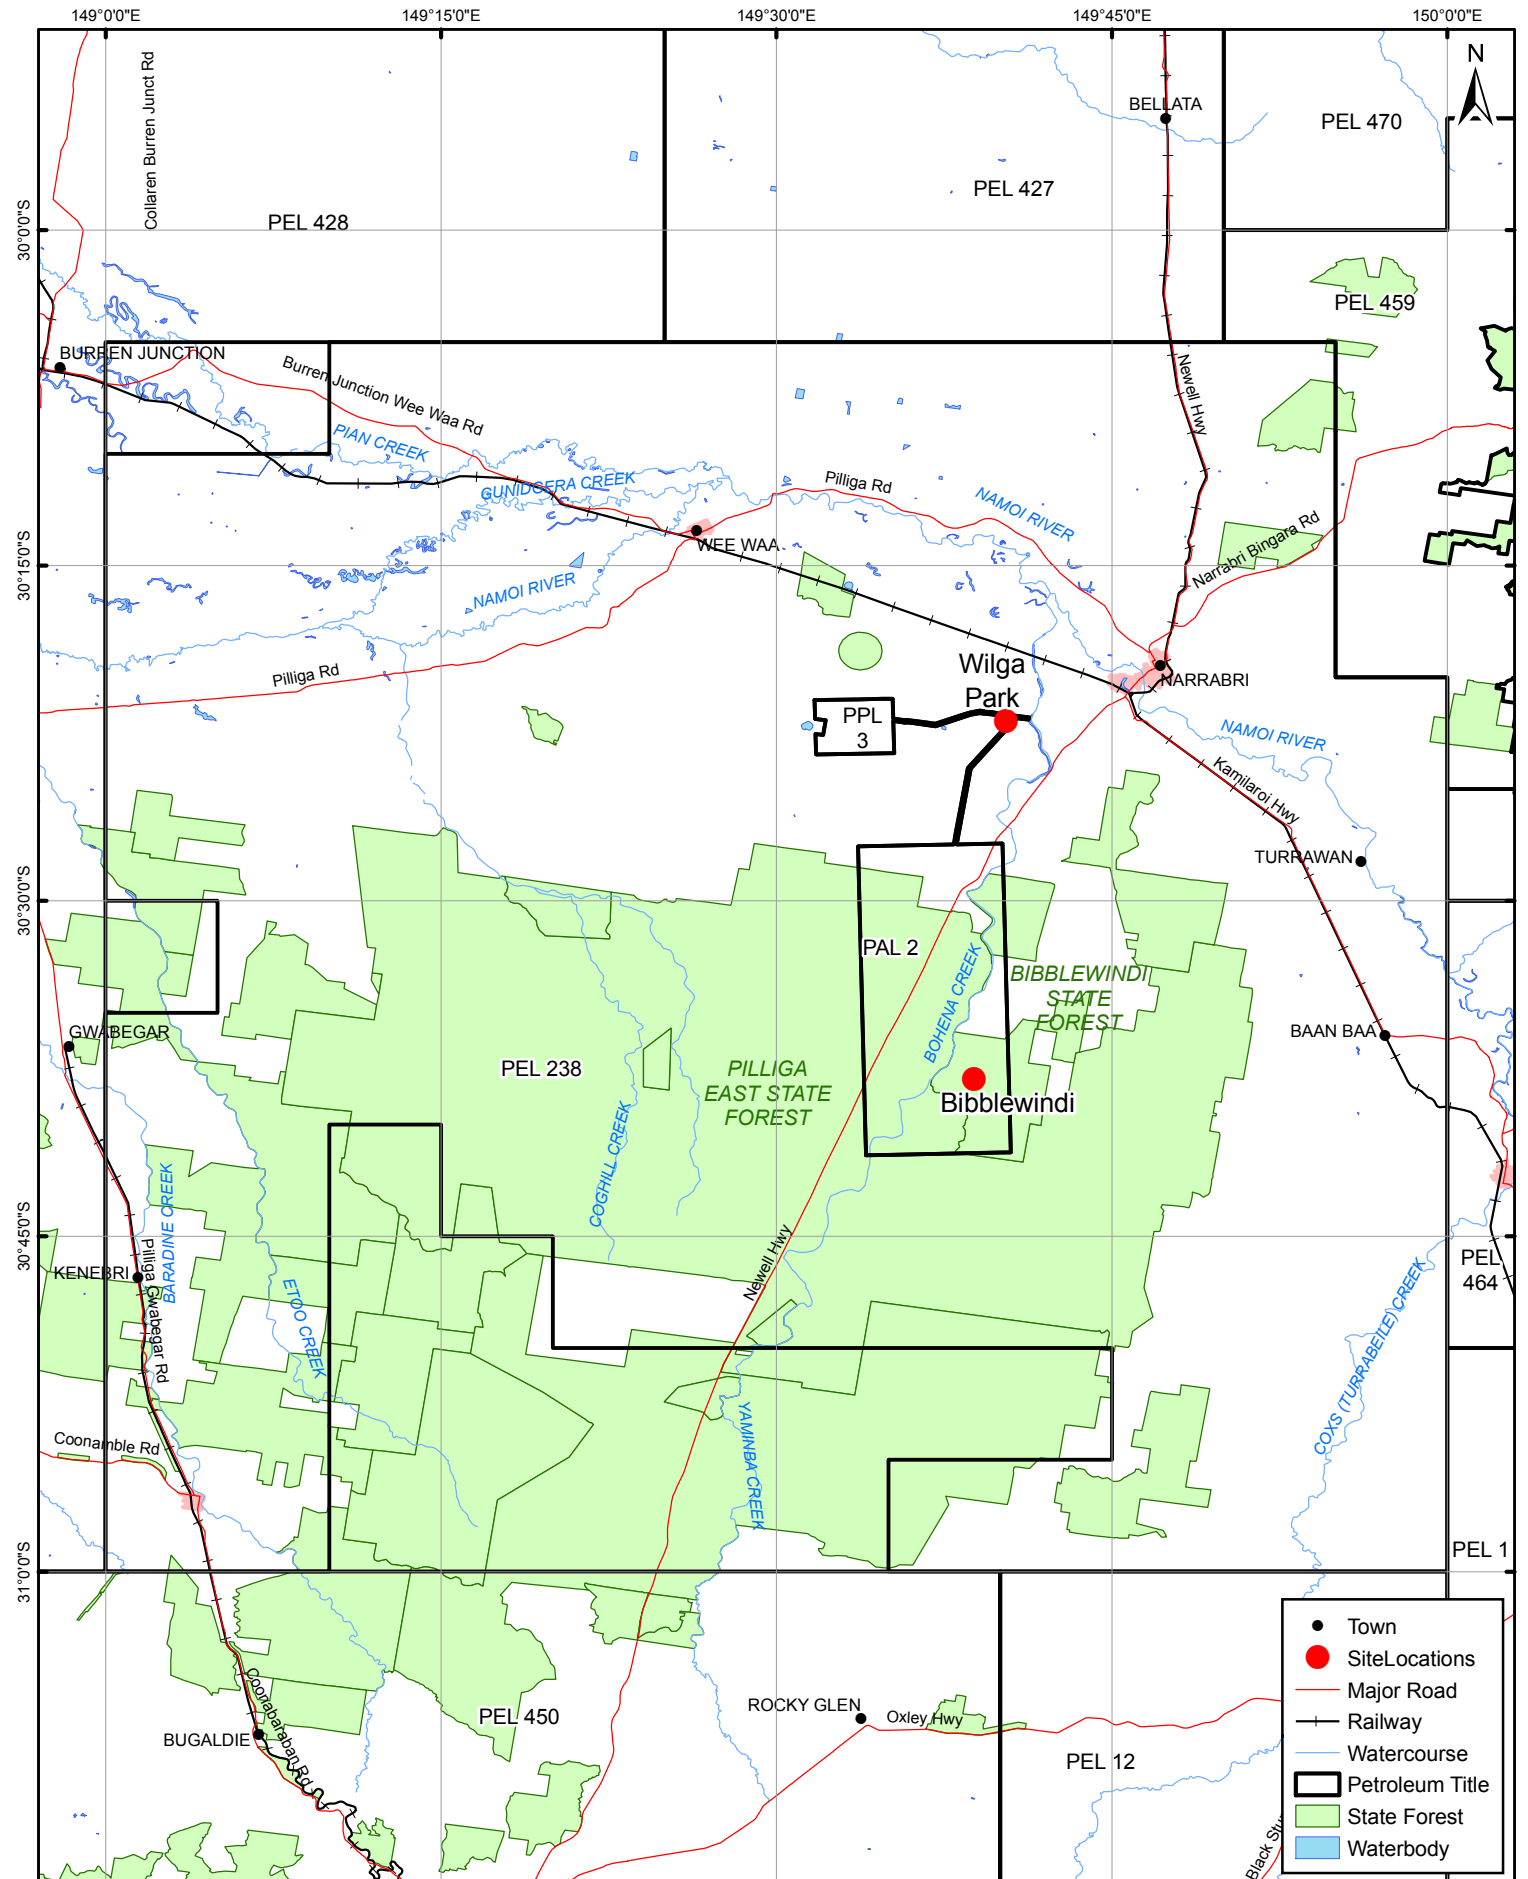 149°0'0"E
149°15'0"E
149°30'0"E
149°45'0"E
150°0'0"E
N
Collaren Burren Junct Rd
BELLATA
PEL 470
PEL 427
PEL 428
30°0'0"S
PEL 459
BURREN JUNCTION
Burren Junction Wee Waa Rd
Newell Hwy
PIAN CREEK
GUNIDGERA CREEK
Pilliga Rd
NAMOI RIVER
Narrabri Bingara Rd
WEE WAA
30°15'0"S
NAMOI RIVER
Pilliga Rd
Wilga
Park
NARRABRI
PPL
3
NAMOI RIVER
Kamilaroi Hwy
TURRAWAN
30°30'0"S
PAL 2
BOHENA CREEK
BIBBLEWINDI
STATE
FOREST
GWABEGAR
BAAN BAA
PEL 238
PILLIGA
EAST STATE
FOREST
Bibblewindi
COGHILL CREEK
BARADINE CREEK
30°45'0"S
Newell Hwy
PEL
464
KENEBRI
Pilliga Gwabegar Rd
ETOO CREEK
COXS (TURRABEILE) CREEK
YAMINBA CREEK
Coonamble Rd
PEL 1
31°0'0"S
Coonabaraban Rd
BUGALDIE
PEL 450
ROCKY GLEN
Oxley Hwy
PEL 12
Black Stu
Town
SiteLocations
Major Road
Railway
Watercourse
Petroleum Title
State Forest
Waterbody